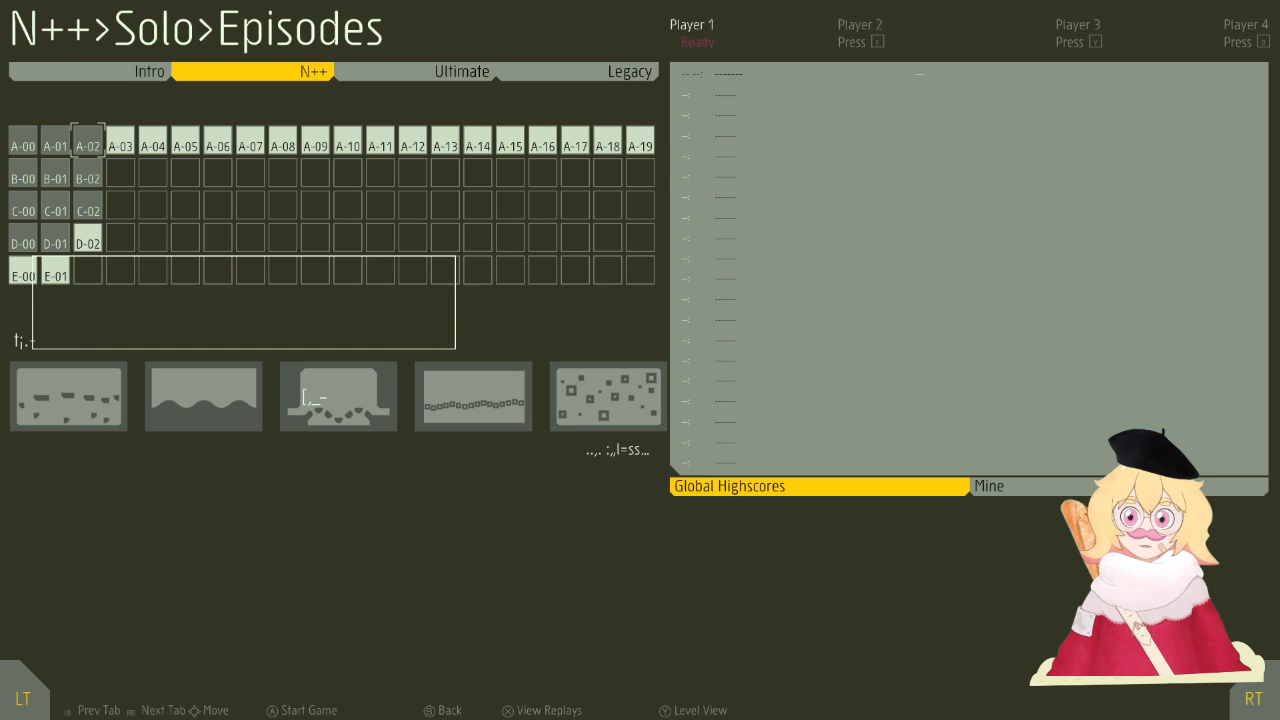 N++>Solo>Episodes
Player 1
Ready
Player 2
Press E
Player 3
Press Y
Player 4
Press O
Intro
N++
Ultimate
Legacy
A-00 A-01 A-02 A-03 A-04 A-05 A-06 A-07 A-08 A-09 A-10 A-11 A-12 A-13 A-14 A-15 A-16 A-17 A-18 A-19
B-00 B-01 B-02
C-00 C-01 C-02
D-00 D-01 D-02
E-00 E-01
Global Highscores
Mine
LT
Prev Tab
Next Tab
Move
A Start Game
B Back
X View Replays
Y Level View
RT